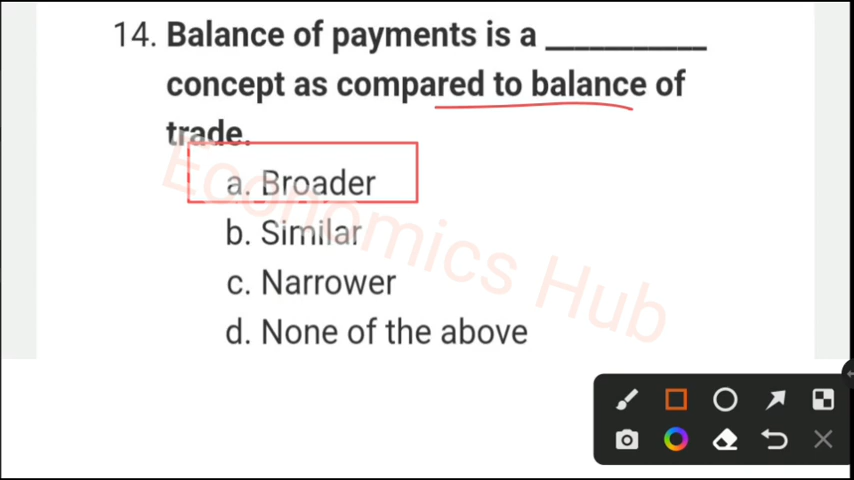 14. Balance of payments is a ___________
concept as compared to balance of
trade.
a. Broader
b. Similar
c. Narrower
d. None of the above
Economics Hub